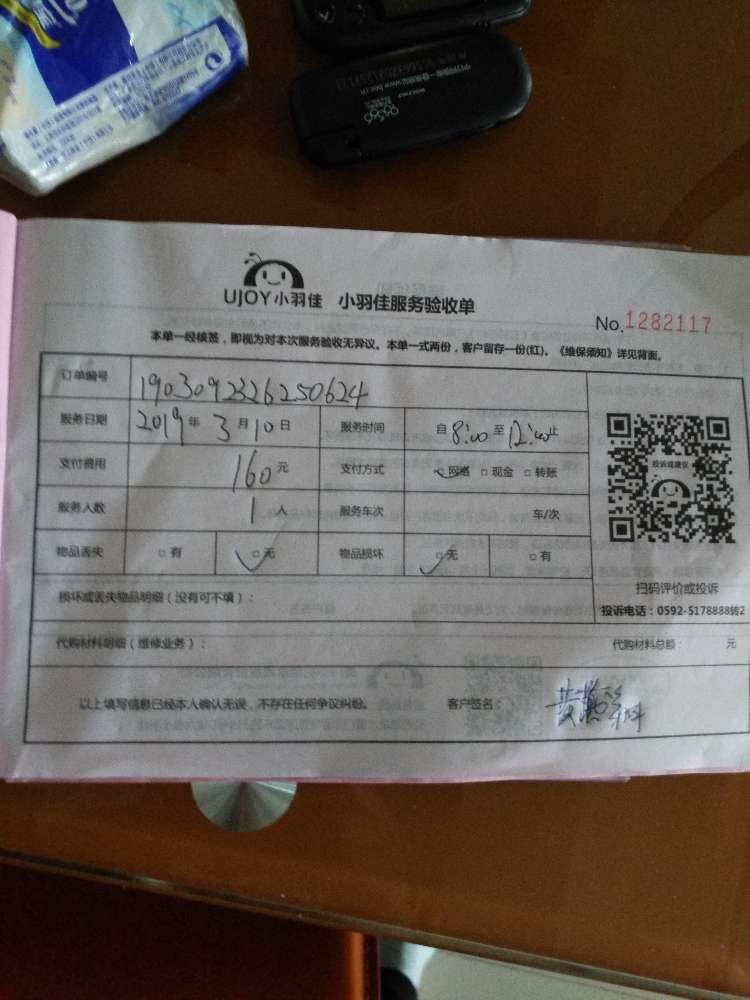 UJOY小羽佳 小羽佳服务验收单
No.1282117
本单一经核签，即视为对本次服务验收无异议。本单一式两份，客户留存一份(红)。《维保须知》详见背面。
订单编号 1903092326250624
服务日期 2019年3月10日 服务时间 自8:00至12:00止
支付费用 160元 支付方式 网络 □现金 □转账
服务人数 1人 服务车次 车/次
物品丢失 □有 □无 物品损坏 □无 □有
投诉或建议
扫码评价或投诉
投诉电话：0592-5178888转2
损坏或丢失物品明细（没有可不填）：
代购材料明细（维修业务）： 代购材料总额： 元
以上填写信息已经本人确认无误，不存在任何争议纠纷。 客户签名：